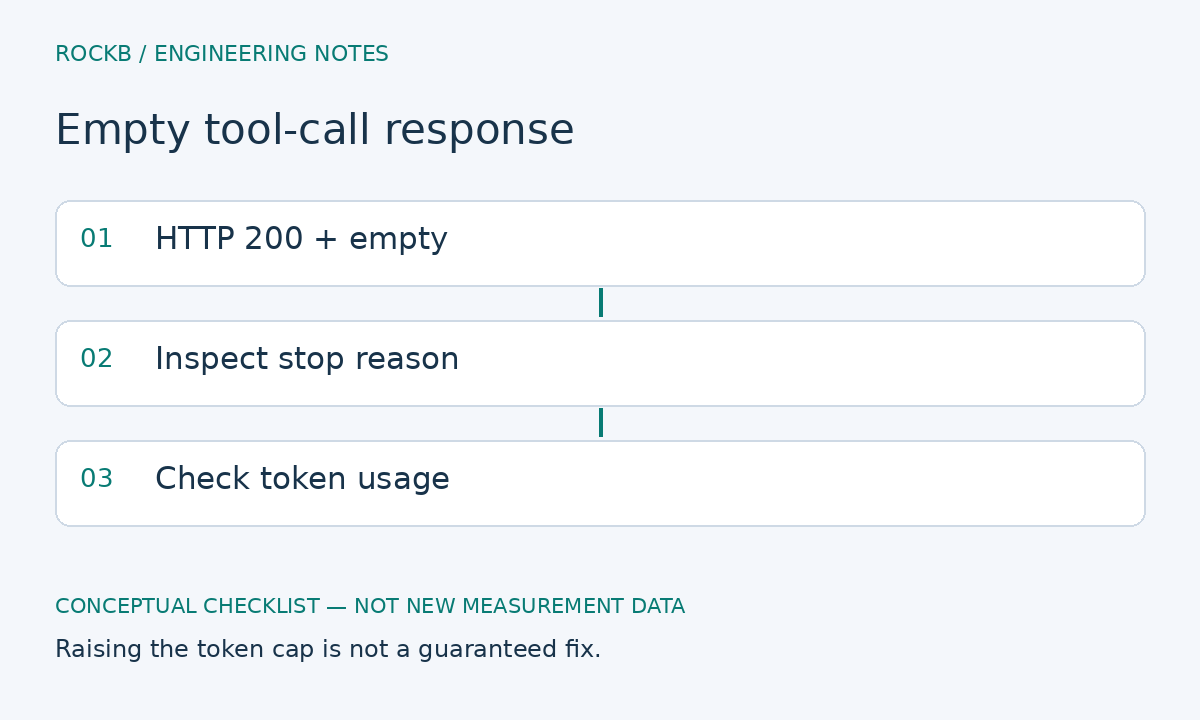 ROCKB / ENGINEERING NOTES
Empty tool-call response
01 HTTP 200 + empty
02 Inspect stop reason
03 Check token usage
CONCEPTUAL CHECKLIST — NOT NEW MEASUREMENT DATA
Raising the token cap is not a guaranteed fix.